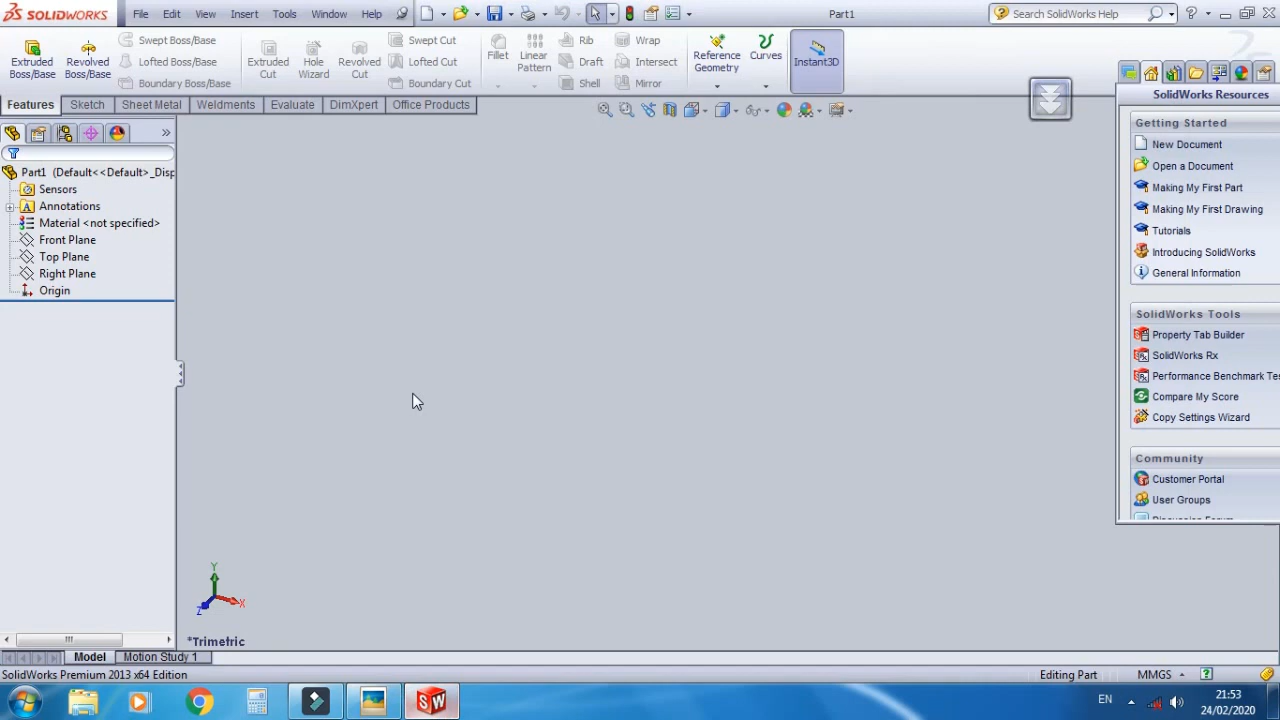 SOLIDWORKS File Edit View Insert Tools Window Help Part1 Search SolidWorks Help
Extruded Boss/Base
Revolved Boss/Base
Swept Boss/Base
Lofted Boss/Base
Boundary Boss/Base
Extruded Cut
Hole Wizard
Revolved Cut
Swept Cut
Lofted Cut
Boundary Cut
Fillet
Linear Pattern
Rib
Draft
Shell
Wrap
Intersect
Mirror
Reference Geometry
Curves
Instant3D
Features Sketch Sheet Metal Weldments Evaluate DimXpert Office Products
Part1 (Default<<Default>_Disp
Sensors
Annotations
Material <not specified>
Front Plane
Top Plane
Right Plane
Origin
SolidWorks Resources
Getting Started
New Document
Open a Document
Making My First Part
Making My First Drawing
Tutorials
Introducing SolidWorks
General Information
SolidWorks Tools
Property Tab Builder
SolidWorks Rx
Performance Benchmark Tes
Compare My Score
Copy Settings Wizard
Community
Customer Portal
User Groups
Y
X
Z
*Trimetric
Model Motion Study 1
SolidWorks Premium 2013 x64 Edition Editing Part MMGS
EN 21:53
24/02/2020